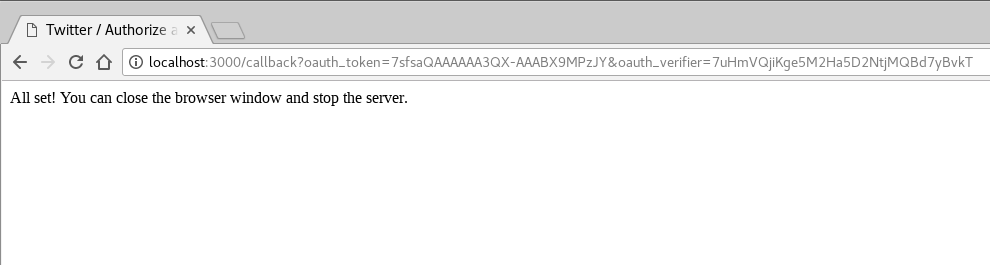 Twitter / Authorize a
localhost:3000/callback?oauth_token=7sfsaQAAAAAA3QX-AAABX9MPzJY&oauth_verifier=7uHmVQjiKge5M2Ha5D2NtjMQBd7yBvkT
All set! You can close the browser window and stop the server.